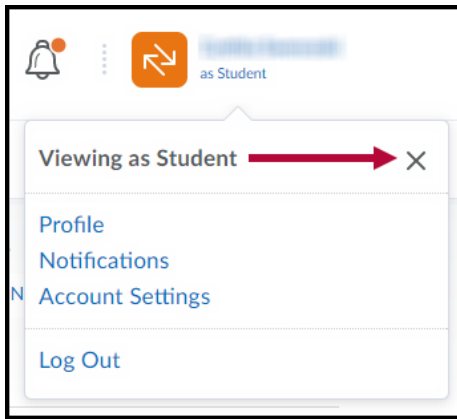 as Student
Viewing as Student
Profile
Notifications
N
Account Settings
Log Out